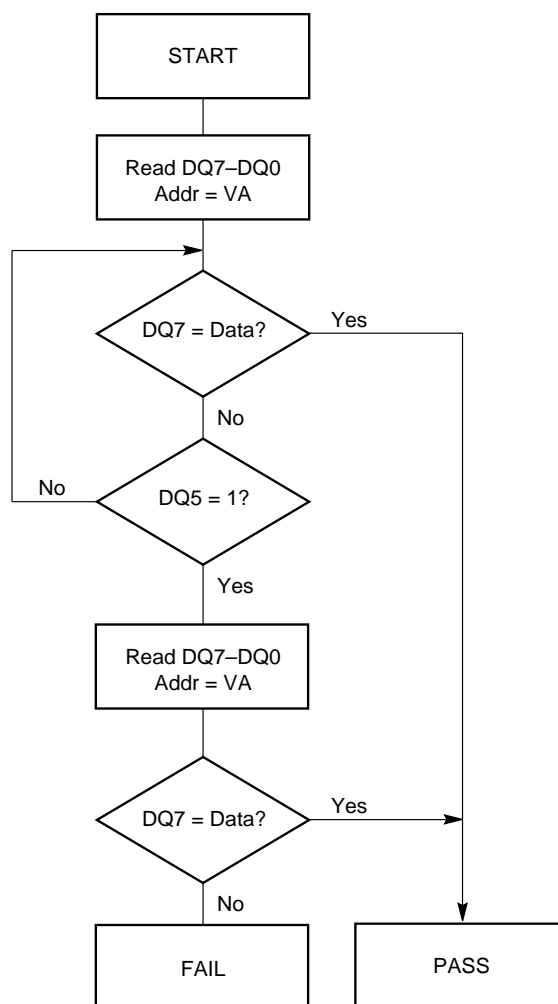 START
Read DQ7–DQ0
Addr = VA
DQ7 = Data?
Yes
No
No
DQ5 = 1?
Yes
Read DQ7–DQ0
Addr = VA
DQ7 = Data?
Yes
No
FAIL
PASS